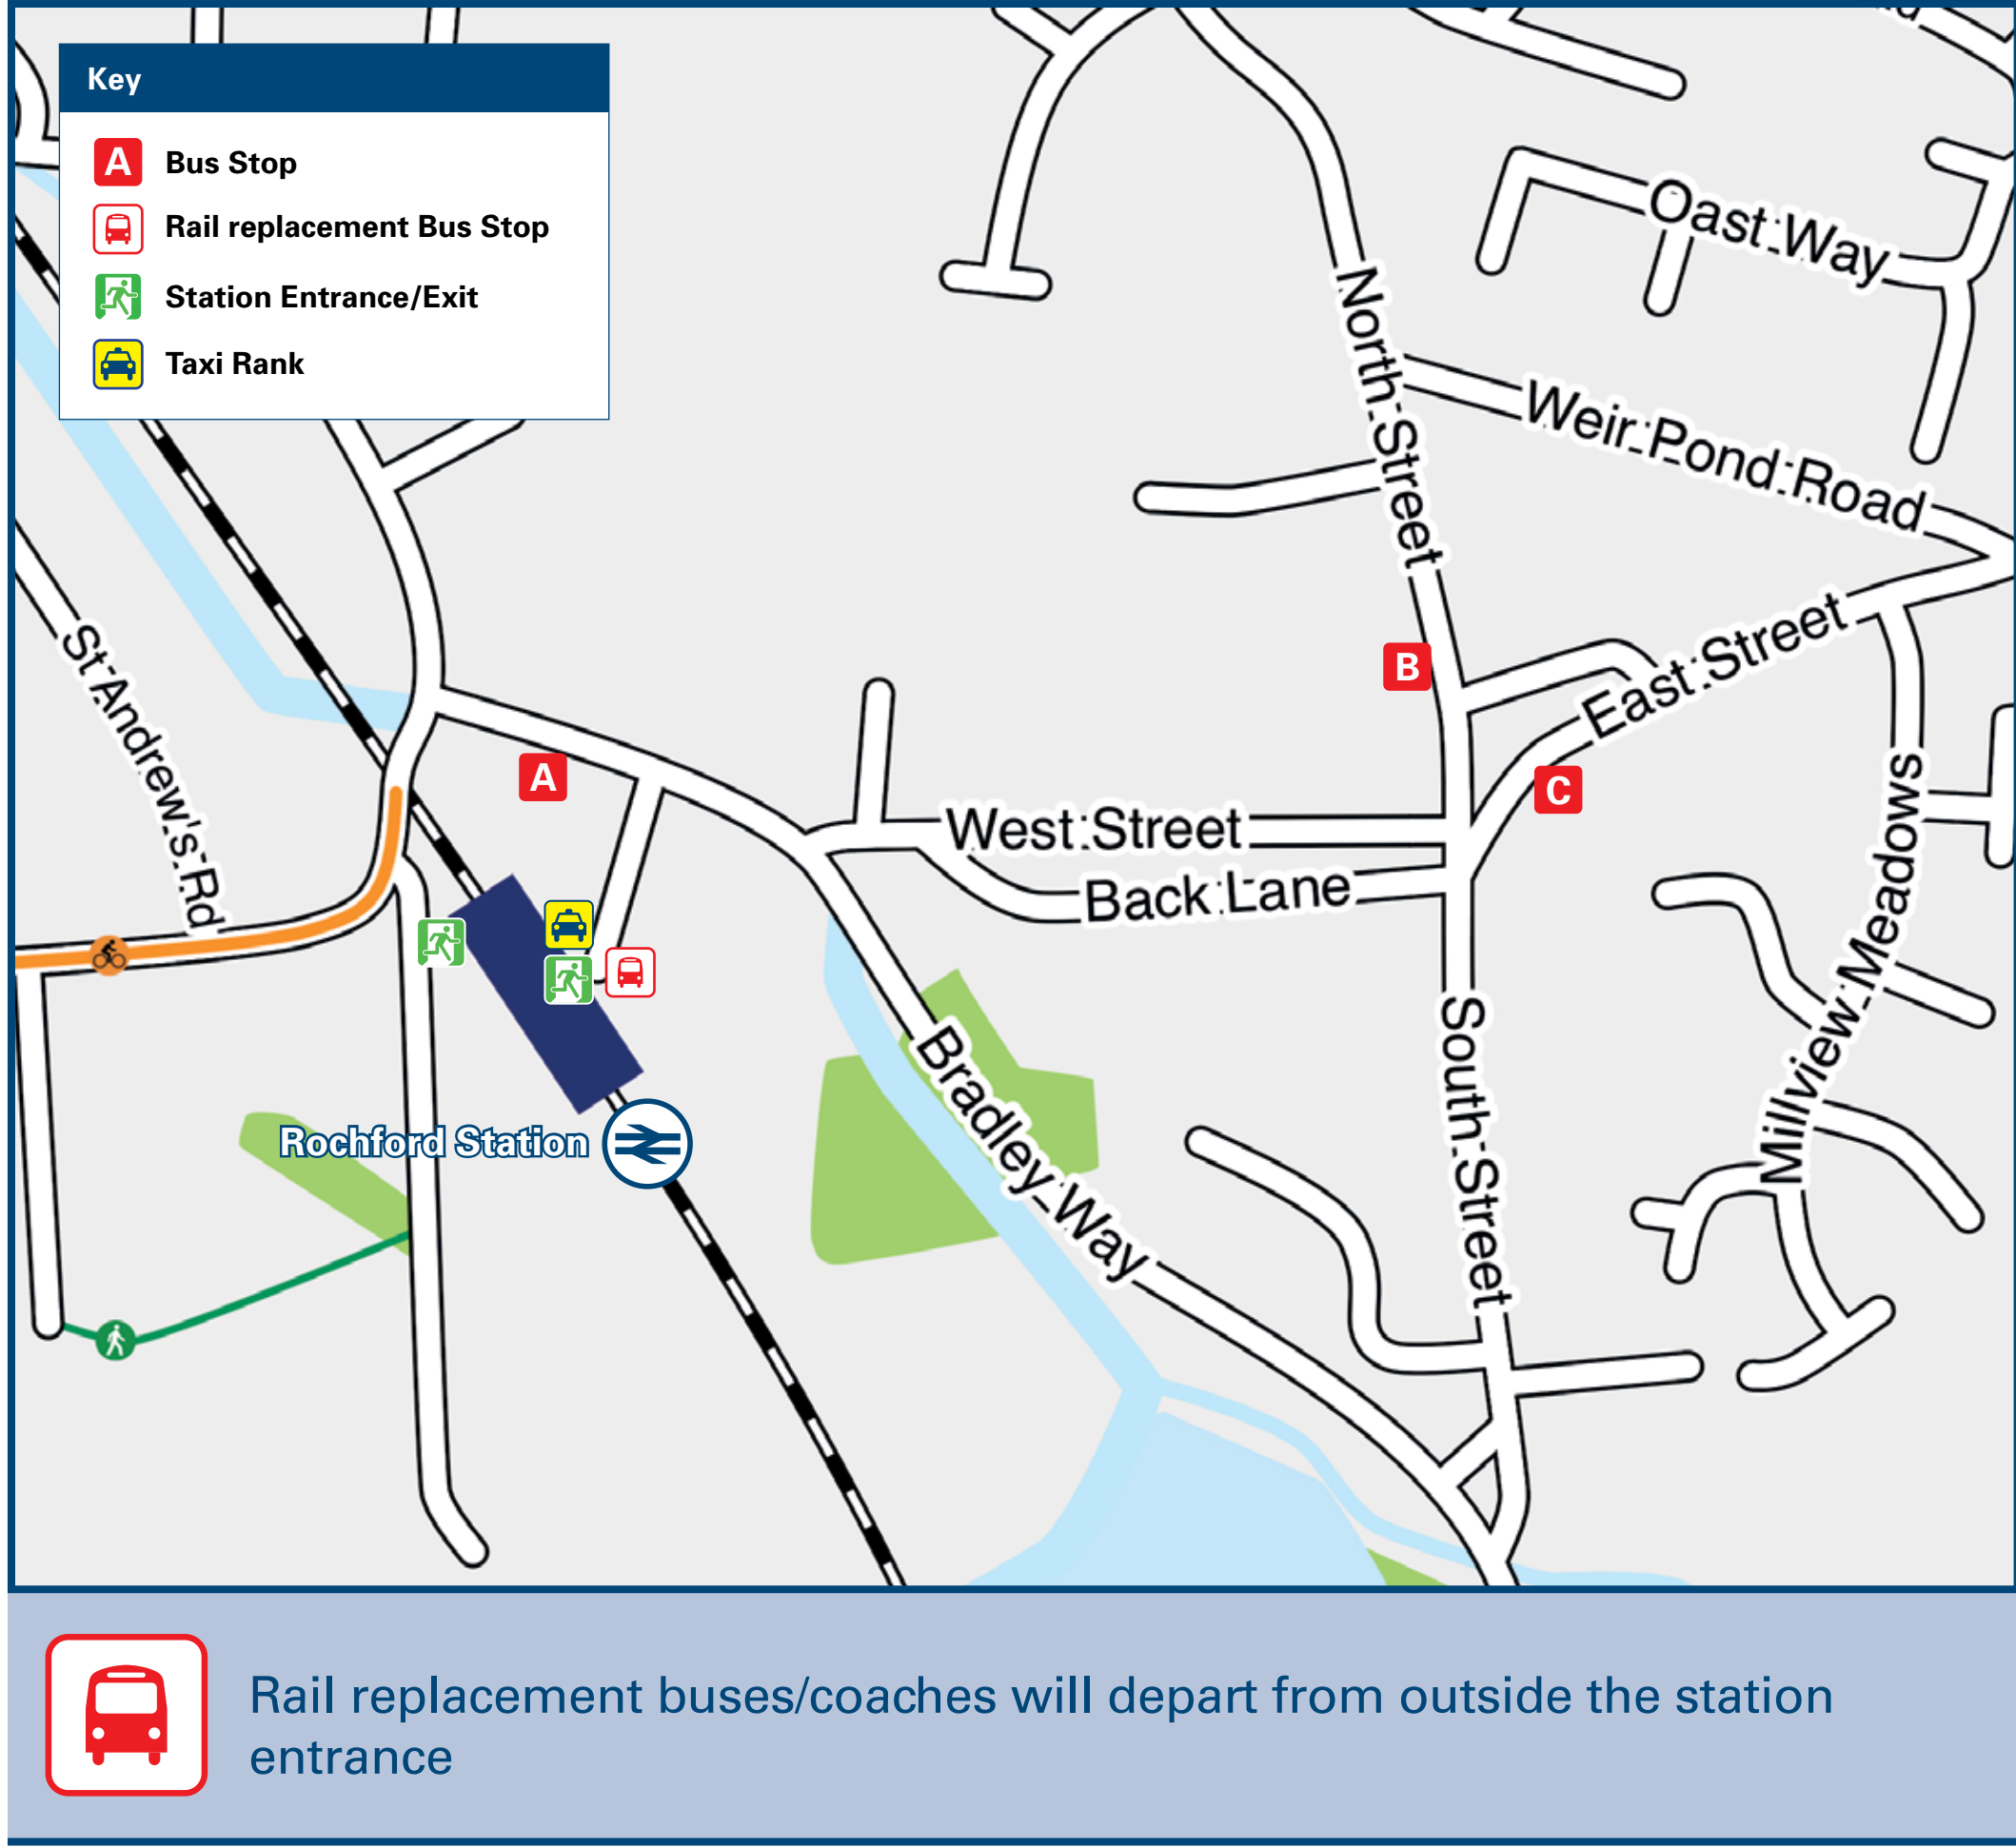 Key
A Bus Stop
Rail replacement Bus Stop
Station Entrance/Exit
Taxi Rank
Oast Way
North Street
Weir Pond Road
St Andrew's Rd
East Street
B
A
C
West Street
Back Lane
Millview Meadows
South Street
Bradley Way
Rochford Station
Rail replacement buses/coaches will depart from outside the station
entrance